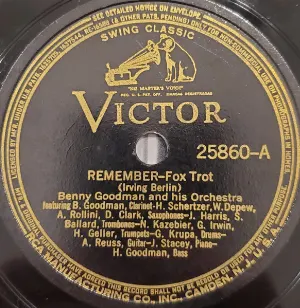 SWING CLASSIC
"HIS MASTER'S VOICE"
VICTOR
25860-A
REMEMBER—Fox Trot
(Irving Berlin)
Benny Goodman and his Orchestra
featuring B. Goodman, Clarinet-H. Schertzer, W. Depew,
A. Rollini, D. Clark, Saxophones-J. Harris, S.
Ballard, Trombones-N. Kazebier, G. Irwin,
H. Geller, Trumpets-G. Krupa, Drums—
A. Reuss, Guitar-J. Stacey, Piano-
H. Goodman, Bass
RCA MANUFACTURING CO., INC., CAMDEN, N.J., U.S.A.